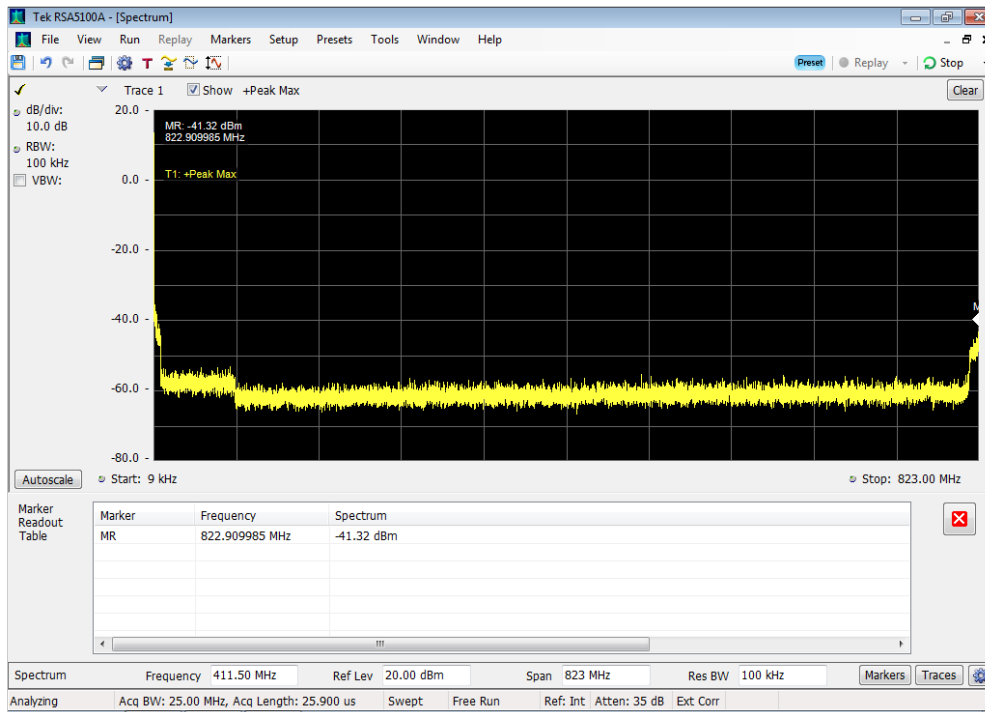 Tek RSA5100A - [Spectrum]
File View Run Replay Markers Setup Presets Tools Window Help
T Preset Replay Stop
Trace 1 Show +Peak Max Clear
dB/div:
10.0 dB
RBW:
100 kHz
VBW:
20.0
0.0
-20.0
-40.0
-60.0
-80.0
MR: -41.32 dBm
822.909985 MHz
T1: +Peak Max
M
Autoscale Start: 9 kHz Stop: 823.00 MHz
Marker
Readout
Table
Marker Frequency Spectrum
MR 822.909985 MHz -41.32 dBm
Spectrum Frequency 411.50 MHz Ref Lev 20.00 dBm Span 823 MHz Res BW 100 kHz Markers Traces
Analyzing Acq BW: 25.00 MHz, Acq Length: 25.900 us Swept Free Run Ref: Int Atten: 35 dB Ext Corr